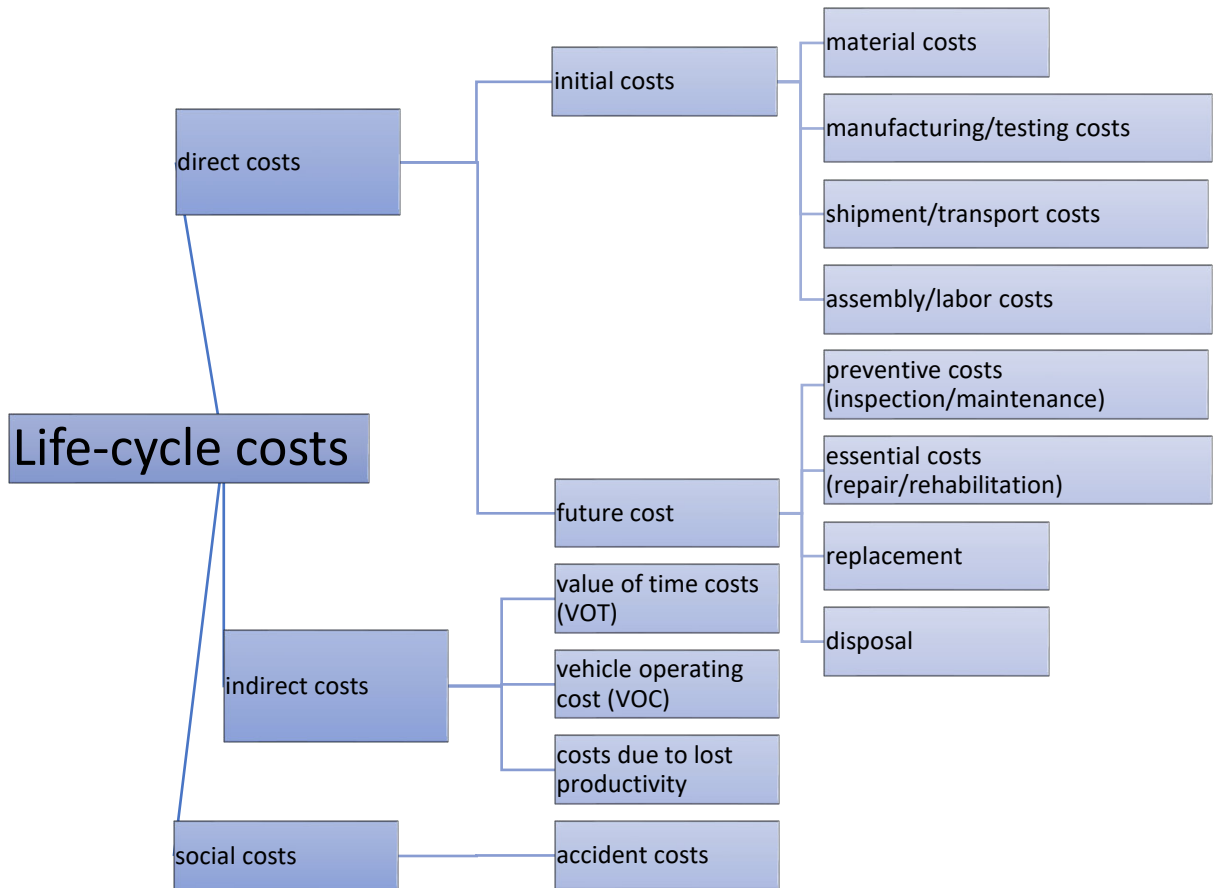 Life-cycle costs
direct costs
initial costs
material costs
manufacturing/testing costs
shipment/transport costs
assembly/labor costs
future cost
preventive costs
(inspection/maintenance)
essential costs
(repair/rehabilitation)
replacement
disposal
indirect costs
value of time costs
(VOT)
vehicle operating
cost (VOC)
costs due to lost
productivity
social costs
accident costs